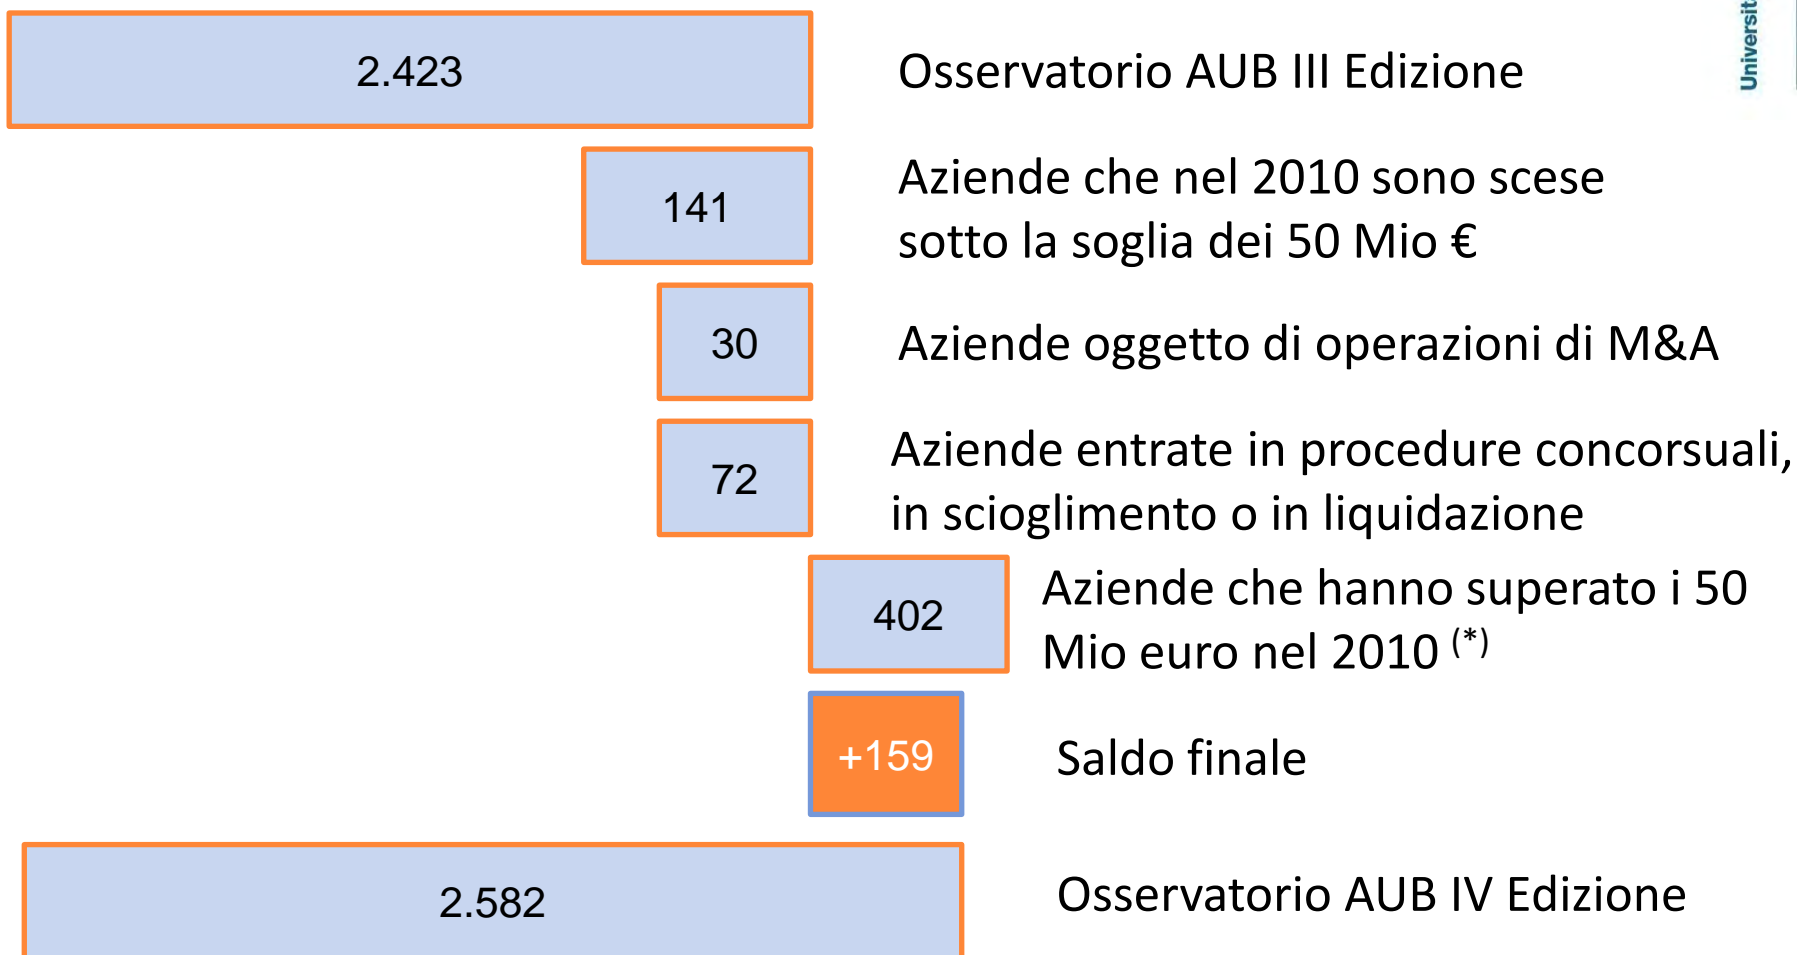 Universit
2.423
Osservatorio AUB III Edizione
141
Aziende che nel 2010 sono scese
sotto la soglia dei 50 Mio €
30
Aziende oggetto di operazioni di M&A
72
Aziende entrate in procedure concorsuali,
in scioglimento o in liquidazione
402
Aziende che hanno superato i 50
Mio euro nel 2010 (*)
+159
Saldo finale
2.582
Osservatorio AUB IV Edizione